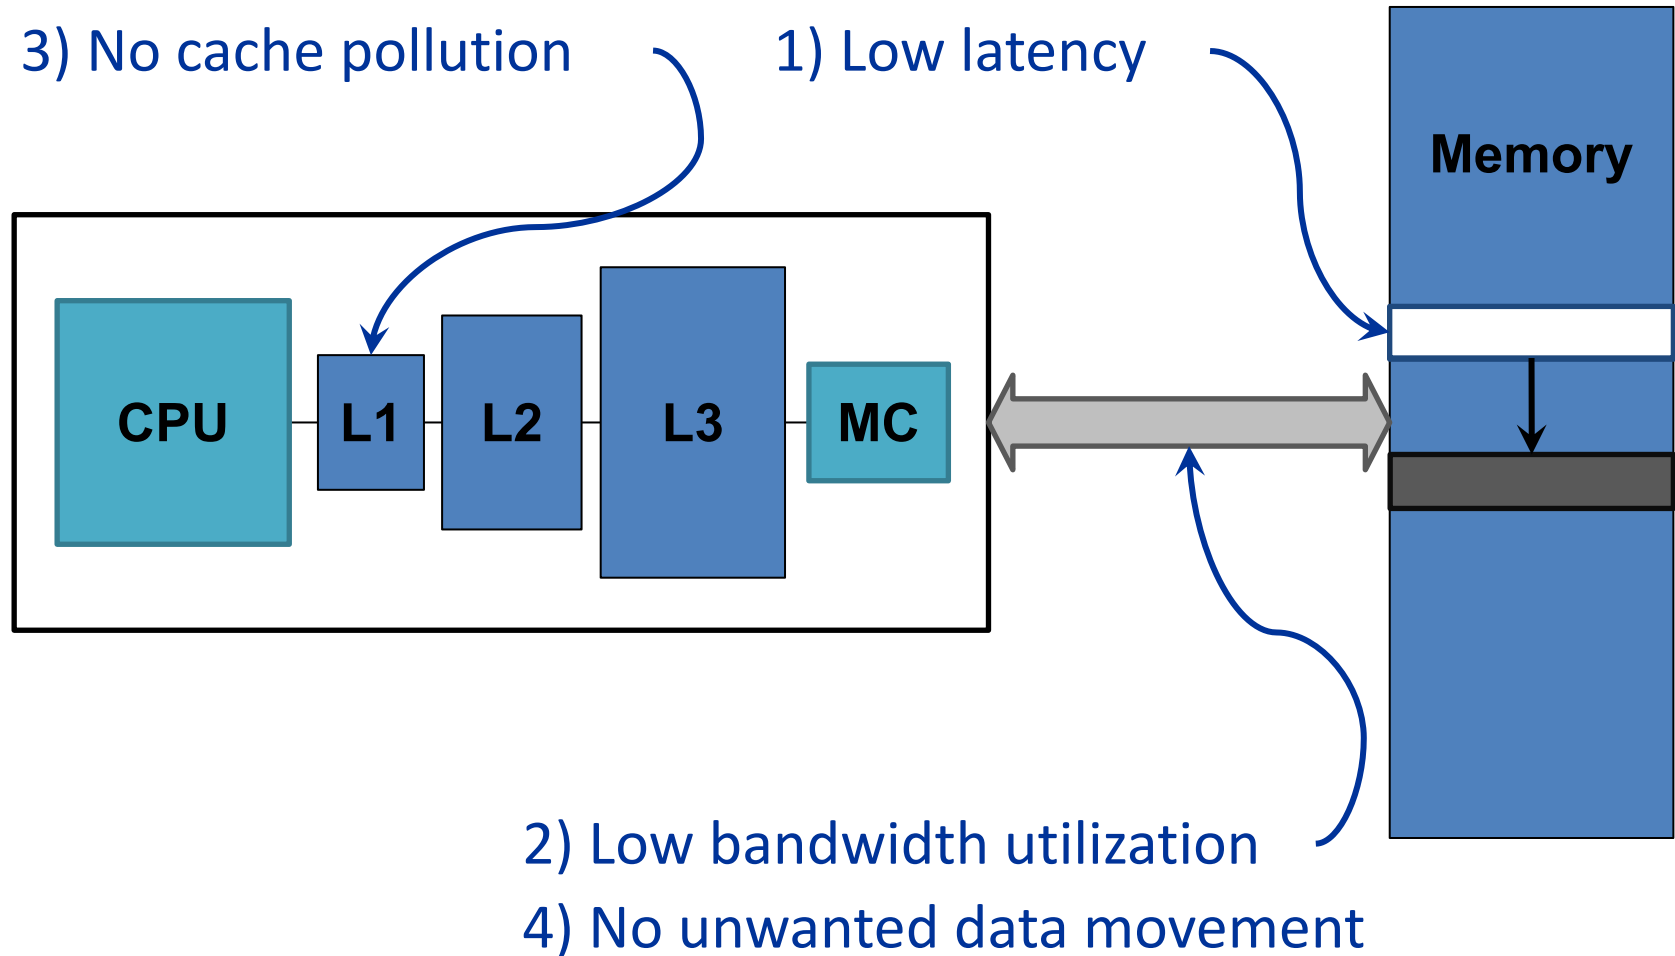 3) No cache pollution
1) Low latency
Memory
CPU
L1
L2
L3
MC
2) Low bandwidth utilization
4) No unwanted data movement